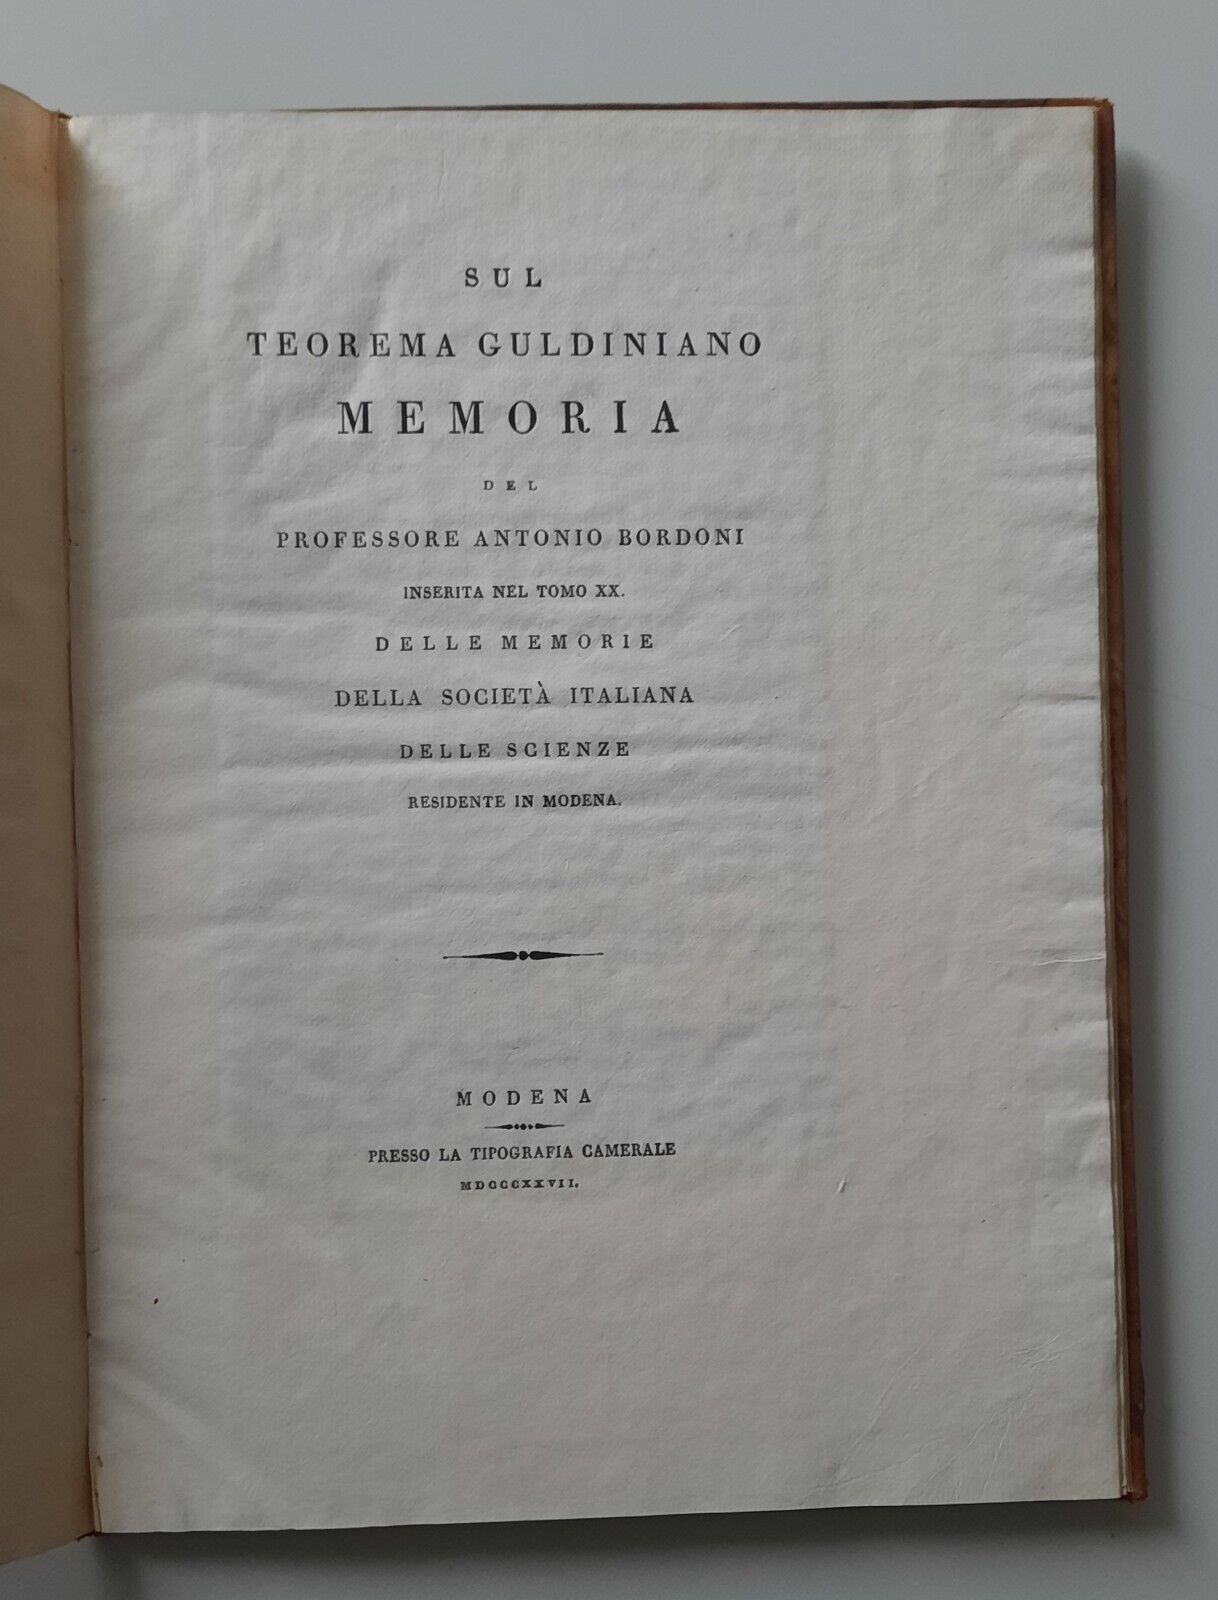 SUL
TEOREMA GULDINIANO
MEMORIA
DEL
PROFESSORE ANTONIO BORDONI
INSERITA NEL TOMO XX.
DELLE MEMORIE
DELLA SOCIETÀ ITALIANA
DELLE SCIENZE
RESIDENTE IN MODENA.
MODENA
PRESSO LA TIPOGRAFIA CAMERALE
MDCCCXXVII.